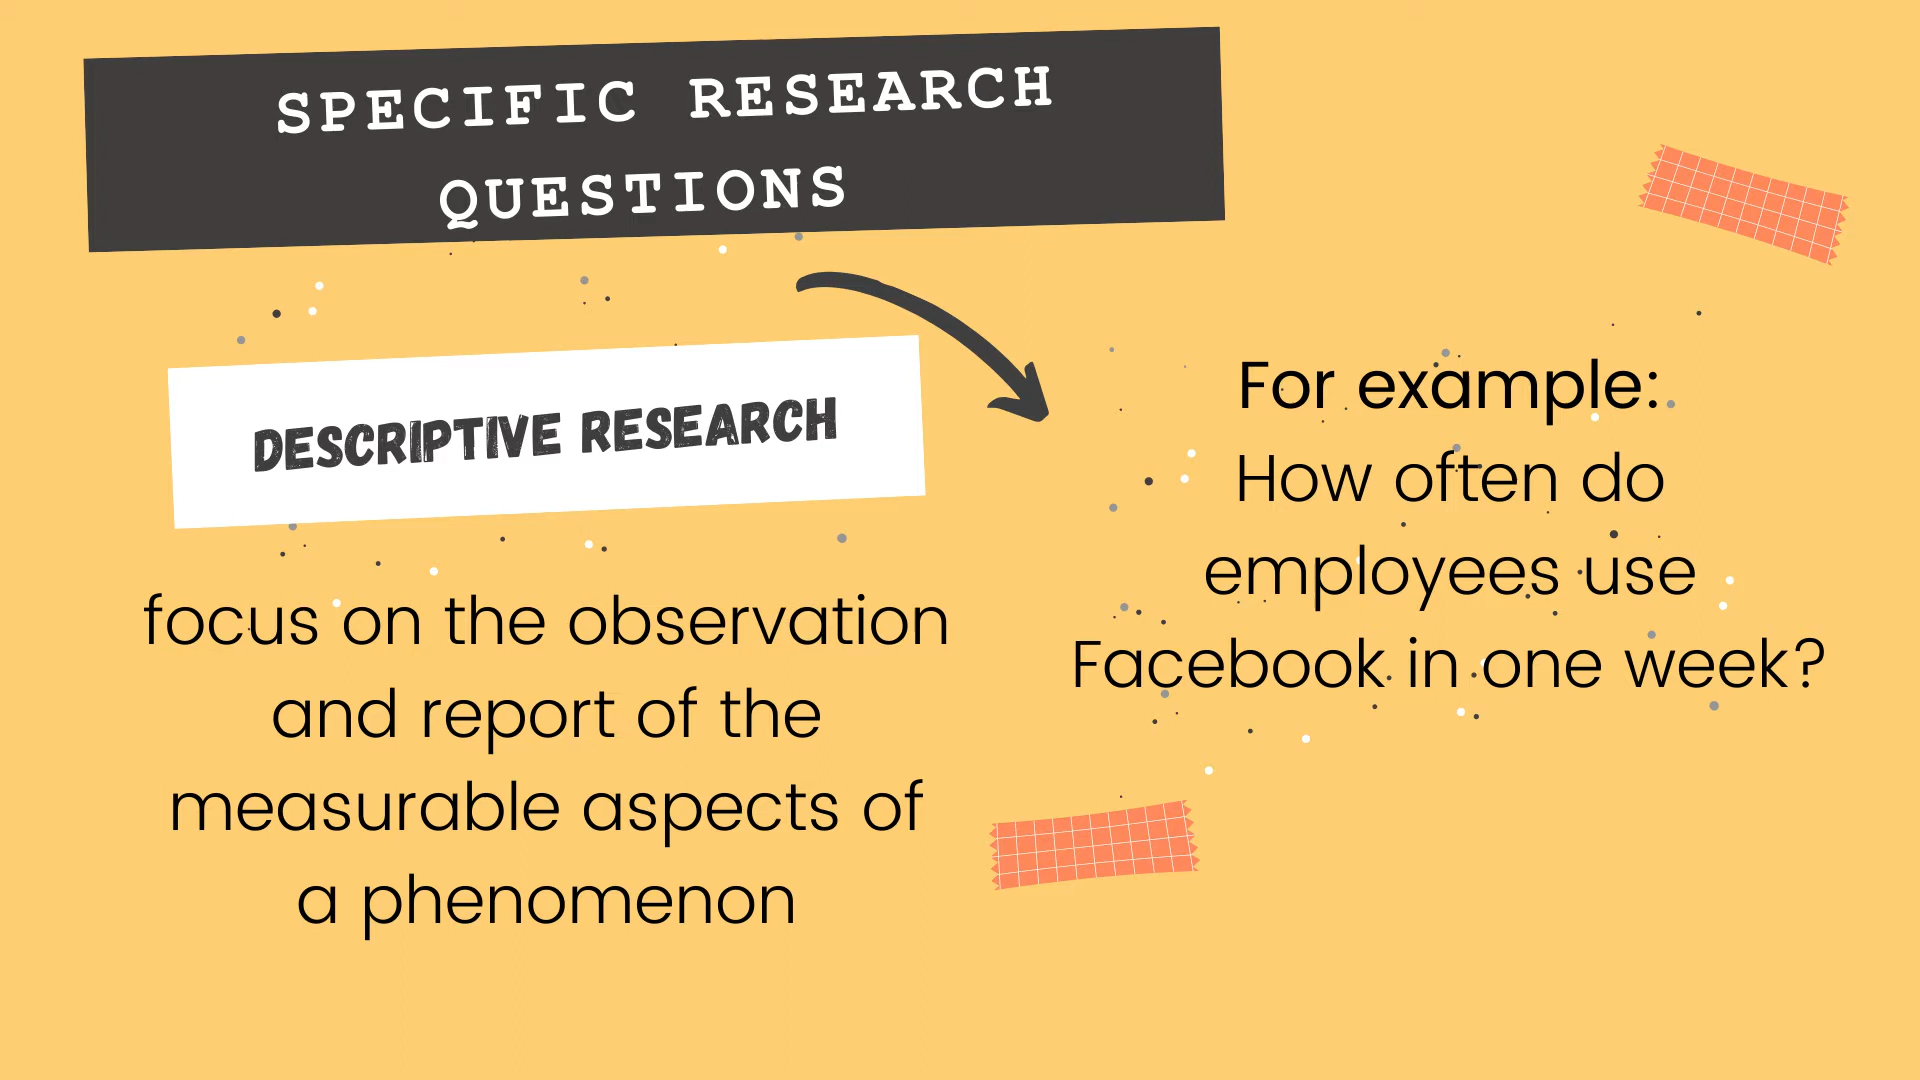 SPECIFIC RESEARCH
QUESTIONS
DESCRIPTIVE RESEARCH
focus on the observation
and report of the
measurable aspects of
a phenomenon
For example:
How often do
employees use
Facebook in one week?